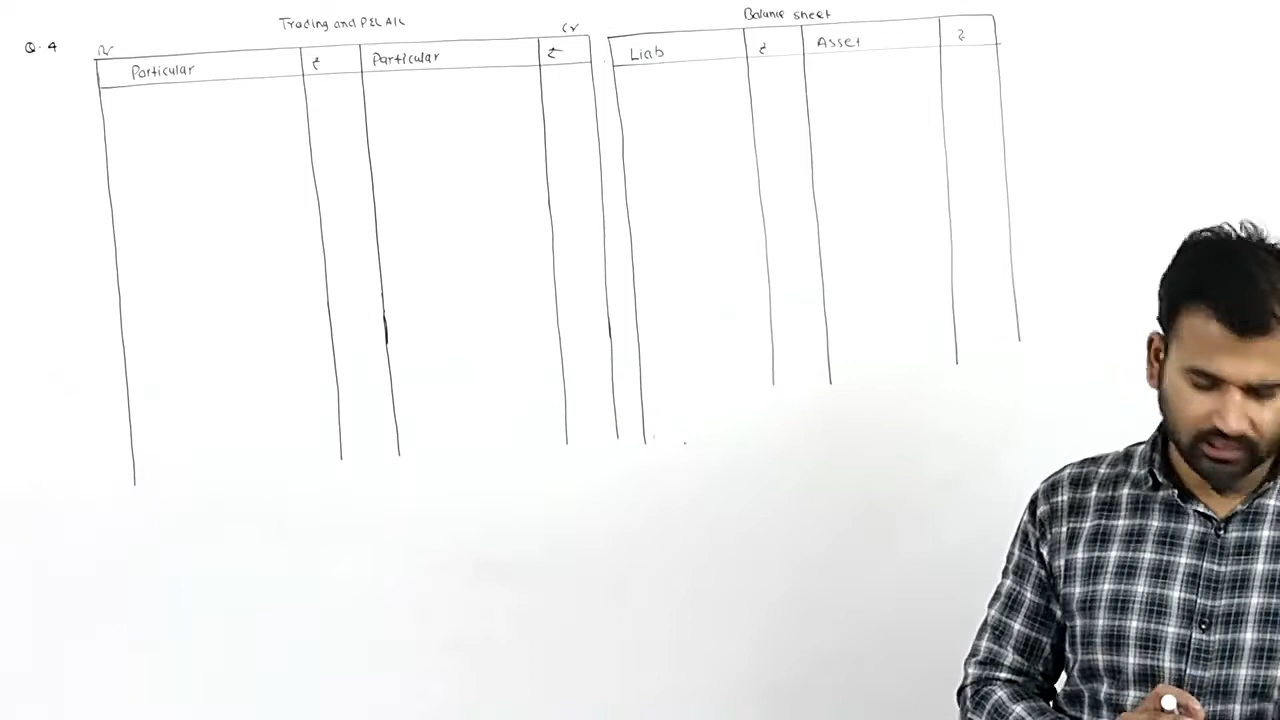 Q. 4
Trading and P&L A/c
Dr
Cr
Particular ₹ Particular ₹
Balance sheet
Liab ₹ Asset ₹